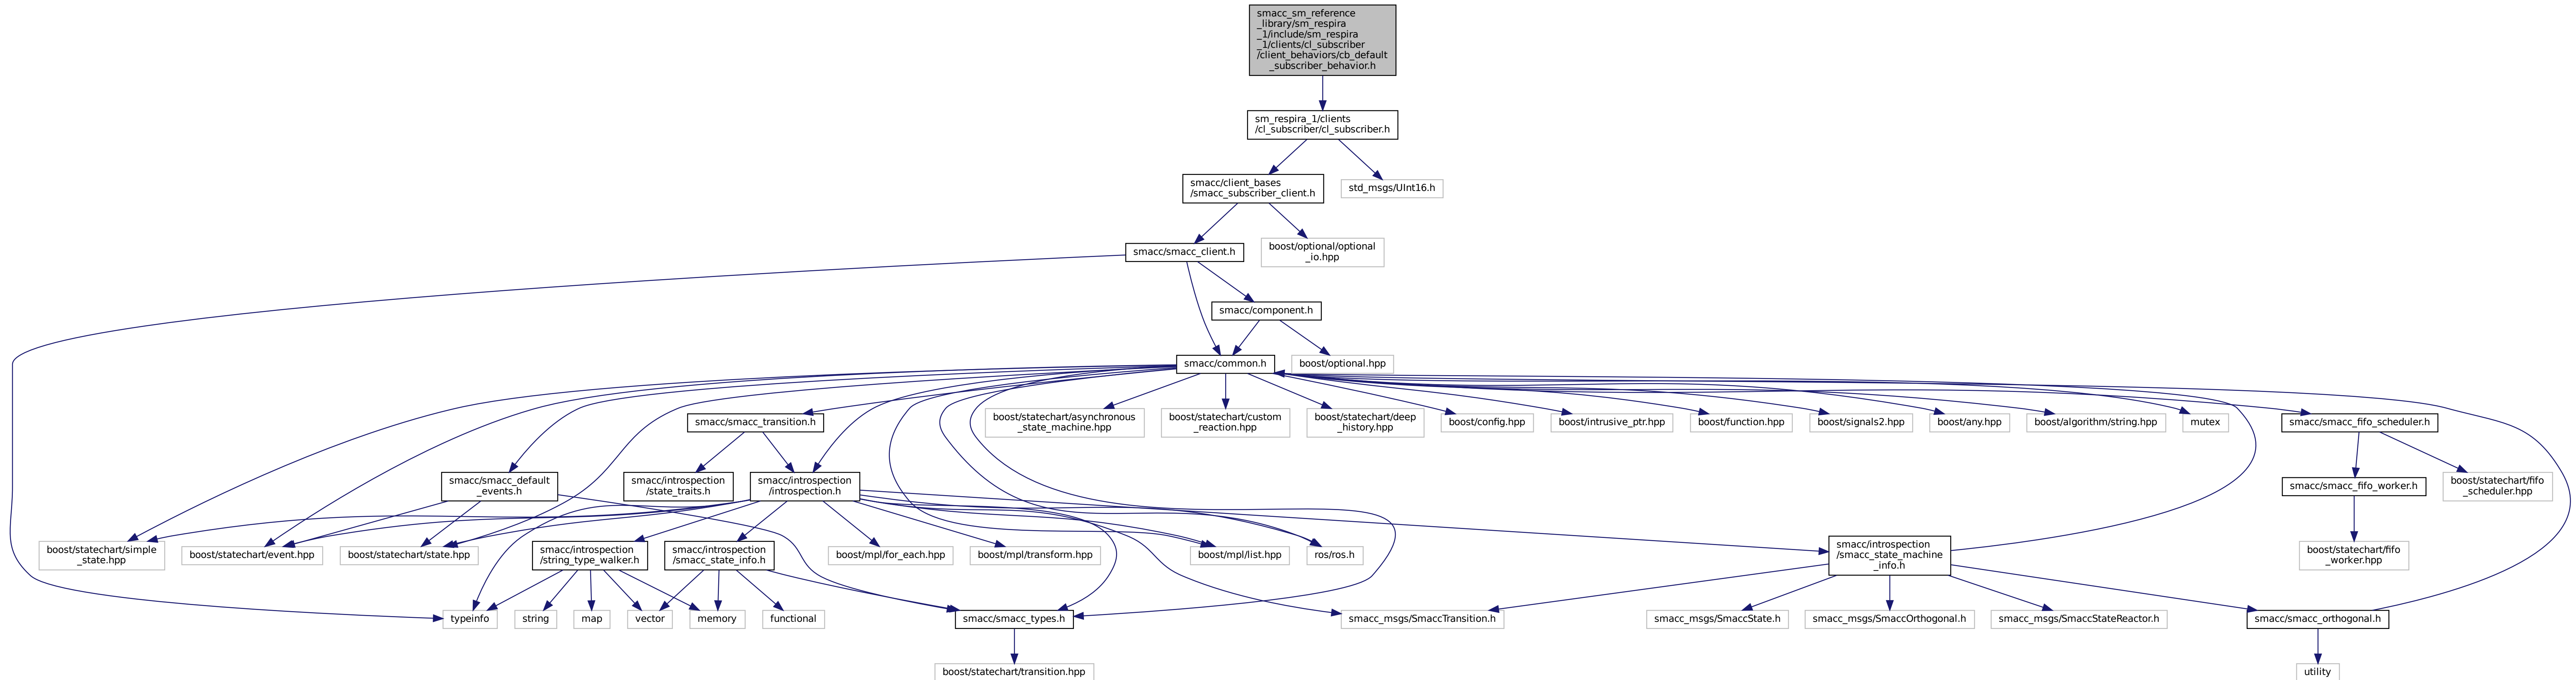 smacc_sm_reference
_library/sm_respira
_1/include/sm_respira
_1/clients/cl_subscriber
/client_behaviors/cb_default
_subscriber_behavior.h
sm_respira_1/clients
/cl_subscriber/cl_subscriber.h
smacc/client_bases
/smacc_subscriber_client.h
std_msgs/UInt16.h
smacc/smacc_client.h
boost/optional/optional
_io.hpp
smacc/component.h
smacc/common.h
boost/optional.hpp
smacc/smacc_transition.h
boost/statechart/asynchronous
_state_machine.hpp
boost/statechart/custom
_reaction.hpp
boost/statechart/deep
_history.hpp
boost/config.hpp
boost/intrusive_ptr.hpp
boost/function.hpp
boost/signals2.hpp
boost/any.hpp
boost/algorithm/string.hpp
mutex
smacc/smacc_fifo_scheduler.h
smacc/smacc_default
_events.h
smacc/introspection
/state_traits.h
smacc/introspection
/introspection.h
smacc/smacc_fifo_worker.h
boost/statechart/fifo
_scheduler.hpp
boost/statechart/simple
_state.hpp
boost/statechart/event.hpp
boost/statechart/state.hpp
smacc/introspection
/string_type_walker.h
smacc/introspection
/smacc_state_info.h
boost/mpl/for_each.hpp
boost/mpl/transform.hpp
boost/mpl/list.hpp
ros/ros.h
smacc/introspection
/smacc_state_machine
_info.h
boost/statechart/fifo
_worker.hpp
typeinfo
string
map
vector
memory
functional
smacc/smacc_types.h
smacc_msgs/SmaccTransition.h
smacc_msgs/SmaccState.h
smacc_msgs/SmaccOrthogonal.h
smacc_msgs/SmaccStateReactor.h
smacc/smacc_orthogonal.h
boost/statechart/transition.hpp
utility